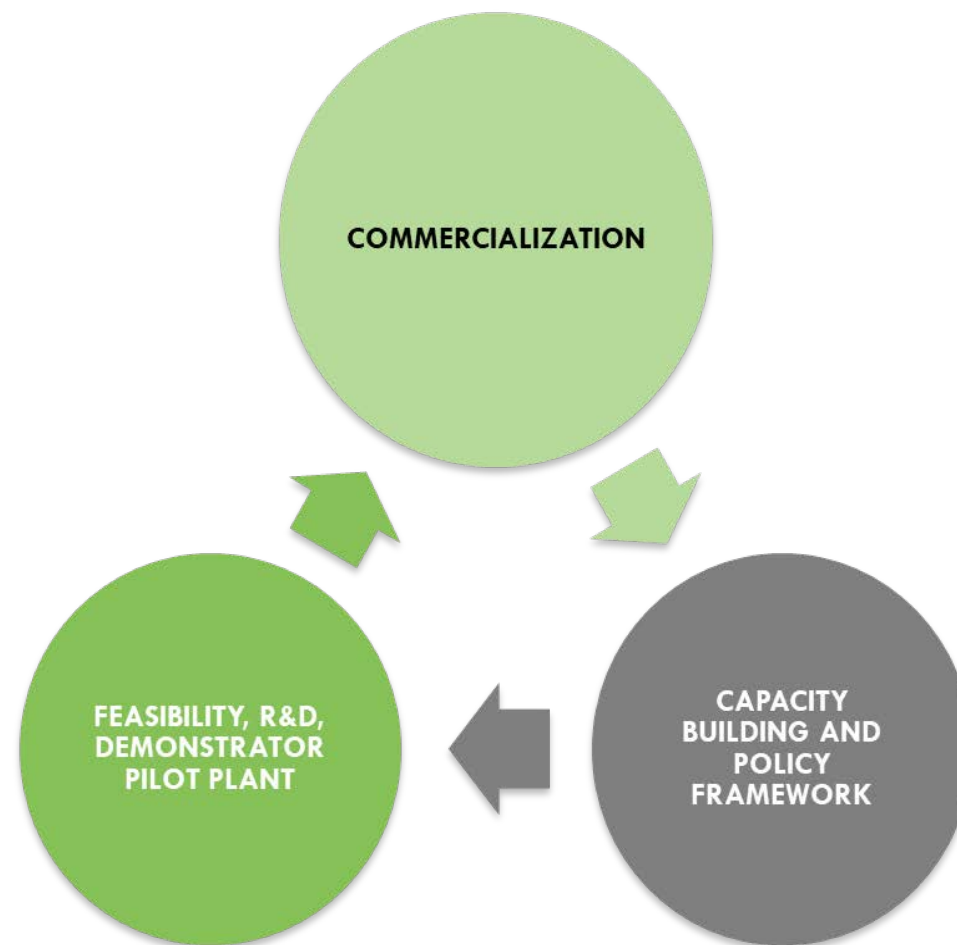 COMMERCIALIZATION
FEASIBILITY, R&D,
DEMONSTRATOR
PILOT PLANT
CAPACITY
BUILDING AND
POLICY
FRAMEWORK